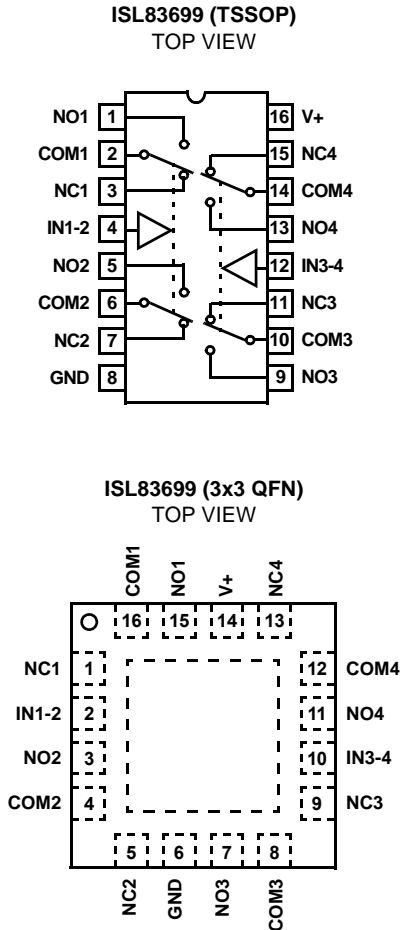 ISL83699 (TSSOP)
TOP VIEW
NO1 1 16 V+
COM1 2 15 NC4
NC1 3 14 COM4
IN1-2 4 13 NO4
NO2 5 12 IN3-4
COM2 6 11 NC3
NC2 7 10 COM3
GND 8 9 NO3
ISL83699 (3x3 QFN)
TOP VIEW
COM1 NO1 V+ NC4
16 15 14 13
NC1 1 12 COM4
IN1-2 2 11 NO4
NO2 3 10 IN3-4
COM2 4 9 NC3
5 6 7 8
NC2 GND NO3 COM3